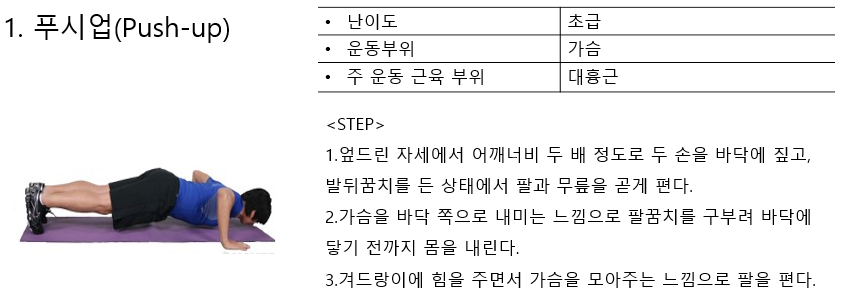 1. 푸시업(Push-up)
• 난이도 초급
• 운동부위 가슴
• 주 운동 근육 부위 대흉근
<STEP>
1.엎드린 자세에서 어깨너비 두 배 정도로 두 손을 바닥에 짚고,
발뒤꿈치를 든 상태에서 팔과 무릎을 곧게 편다.
2.가슴을 바닥 쪽으로 내미는 느낌으로 팔꿈치를 구부려 바닥에
닿기 전까지 몸을 내린다.
3.겨드랑이에 힘을 주면서 가슴을 모아주는 느낌으로 팔을 편다.